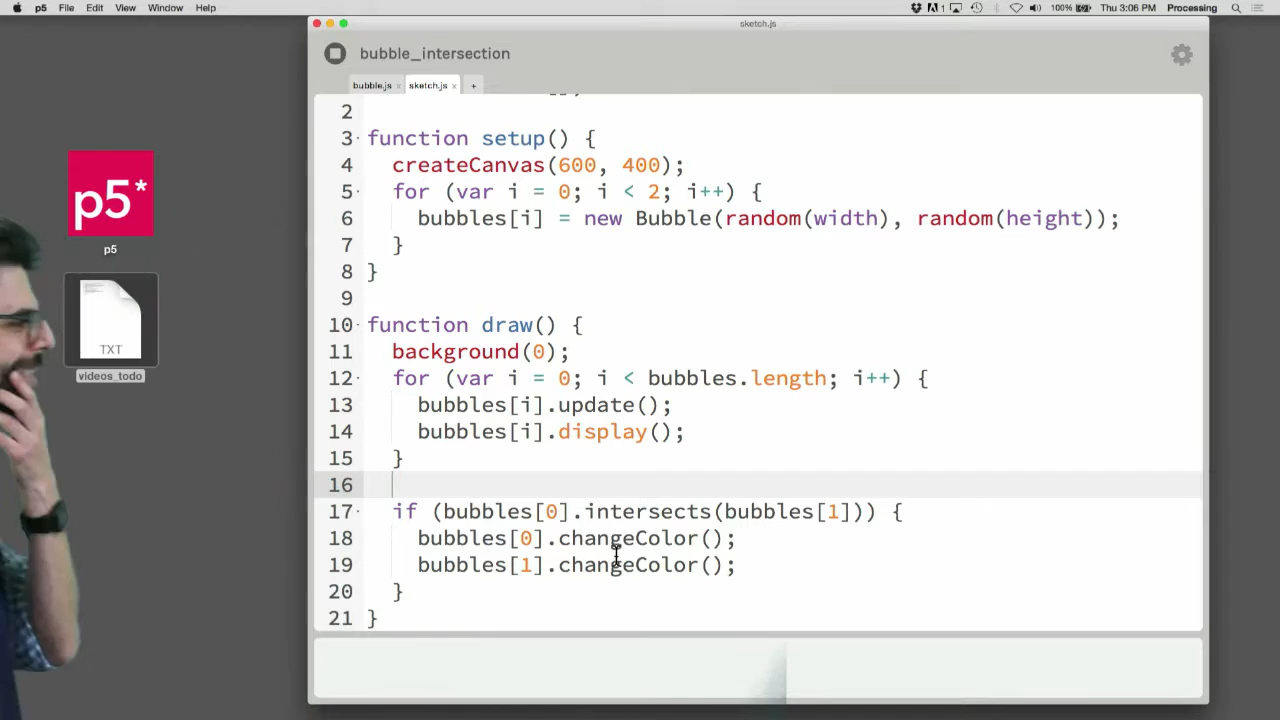 p5 File Edit View Window Help
1 100% Thu 3:06 PM Processing
sketch.js
bubble_intersection
bubble.js × sketch.js × +
2
3 function setup() {
4 createCanvas(600, 400);
5 for (var i = 0; i < 2; i++) {
6 bubbles[i] = new Bubble(random(width), random(height));
7 }
8 }
9
10 function draw() {
11 background(0);
12 for (var i = 0; i < bubbles.length; i++) {
13 bubbles[i].update();
14 bubbles[i].display();
15 }
16
17 if (bubbles[0].intersects(bubbles[1])) {
18 bubbles[0].changeColor();
19 bubbles[1].changeColor();
20 }
21 }
p5*
p5
TXT
videos_todo